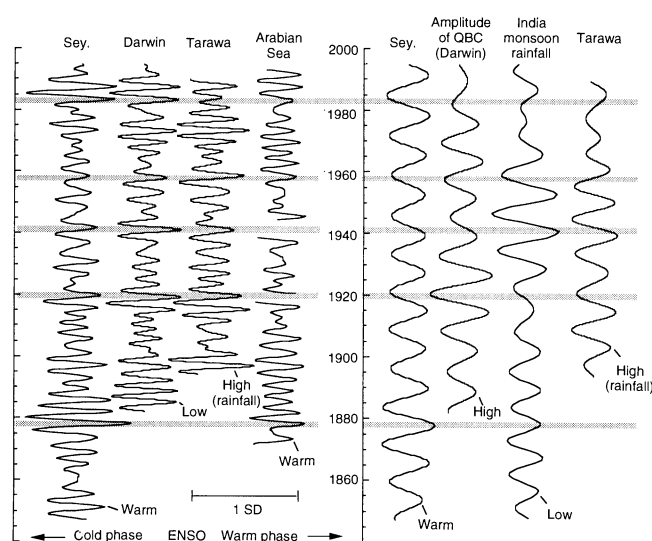 Sey.
Darwin
Tarawa
Arabian
Sea
2000
1980
1960
1940
1920
1900
1880
1860
Sey.
Amplitude
of QBC
(Darwin)
India
monsoon
rainfall
Tarawa
High
(rainfall)
Low
Warm
Warm
1 SD
High
High
(rainfall)
Low
Warm
Cold phase ENSO Warm phase